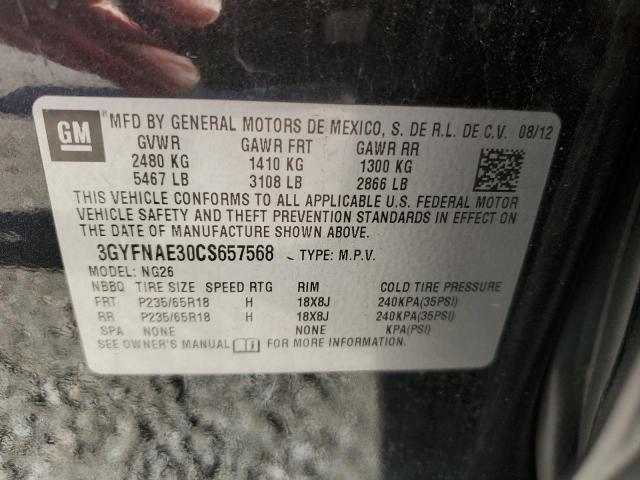 GM
MFD BY GENERAL MOTORS DE MEXICO, S. DE R.L. DE C.V. 08/12
GVWR GAWR FRT GAWR RR
2480 KG 1410 KG 1300 KG
5467 LB 3108 LB 2866 LB
THIS VEHICLE CONFORMS TO ALL APPLICABLE U.S. FEDERAL MOTOR
VEHICLE SAFETY AND THEFT PREVENTION STANDARDS IN EFFECT ON
THE DATE OF MANUFACTURE SHOWN ABOVE.
3GYFNAE30CS657568 TYPE: M.P.V.
MODEL: NG26
NBBQ TIRE SIZE SPEED RTG RIM COLD TIRE PRESSURE
FRT P235/65R18 H 18X8J 240KPA(35PSI)
RR P235/65R18 H 18X8J 240KPA(35PSI)
SPA NONE NONE KPA(PSI)
SEE OWNER'S MANUAL FOR MORE INFORMATION.